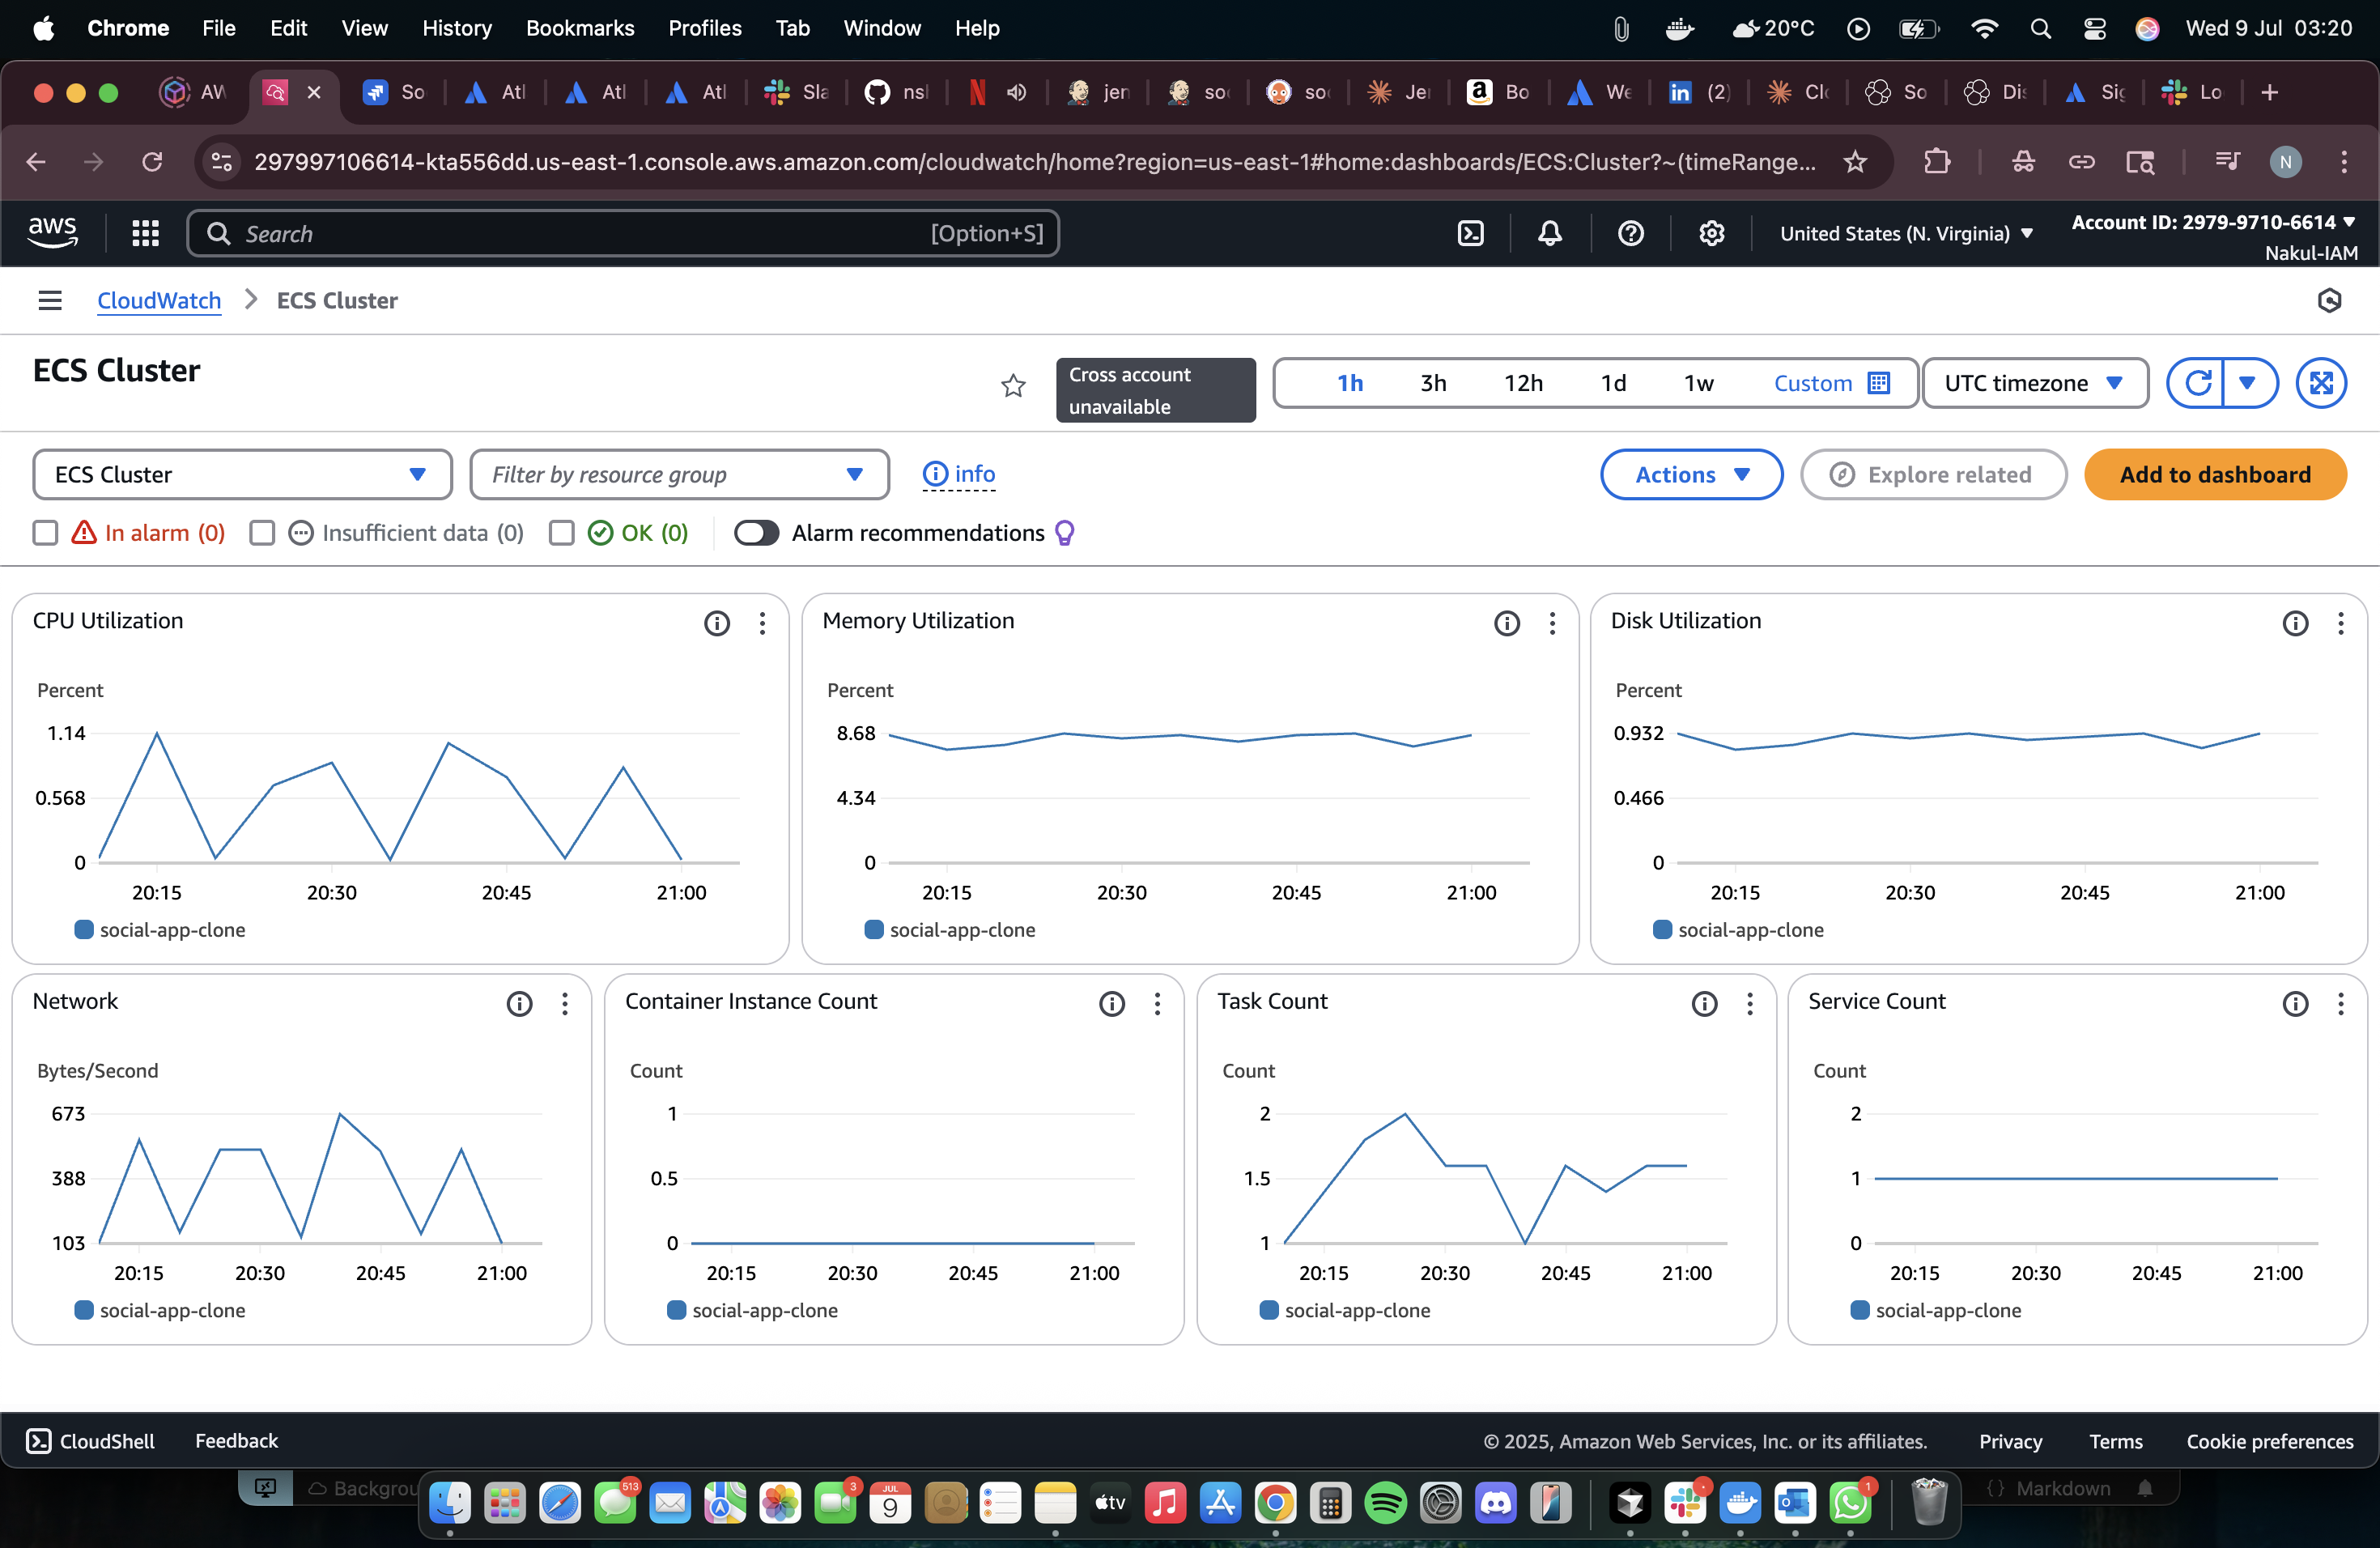 Chrome File Edit View History Bookmarks Profiles Tab Window Help 20°C Wed 9 Jul 03:20
AW So Atl Atl Atl Sla nsl N jen soc soc Jer Bo We (2) Clo So Dis Sig Lo
297997106614-kta556dd.us-east-1.console.aws.amazon.com/cloudwatch/home?region=us-east-1#home:dashboards/ECS:Cluster?~(timeRange... N
aws Search [Option+S] United States (N. Virginia) Account ID: 2979-9710-6614
Nakul-IAM
CloudWatch ECS Cluster
ECS Cluster
Cross account
unavailable
1h 3h 12h 1d 1w Custom UTC timezone
ECS Cluster Filter by resource group info Actions Explore related Add to dashboard
In alarm (0) Insufficient data (0) OK (0) Alarm recommendations
CPU Utilization
Percent
1.14
0.568
0
20:15 20:30 20:45 21:00
social-app-clone
Memory Utilization
Percent
8.68
4.34
0
20:15 20:30 20:45 21:00
social-app-clone
Disk Utilization
Percent
0.932
0.466
0
20:15 20:30 20:45 21:00
social-app-clone
Network
Bytes/Second
673
388
103
20:15 20:30 20:45 21:00
social-app-clone
Container Instance Count
Count
1
0.5
0
20:15 20:30 20:45 21:00
social-app-clone
Task Count
Count
2
1.5
1
20:15 20:30 20:45 21:00
social-app-clone
Service Count
Count
2
1
0
20:15 20:30 20:45 21:00
social-app-clone
CloudShell Feedback © 2025, Amazon Web Services, Inc. or its affiliates. Privacy Terms Cookie preferences
Backgrou 513 3 JUL 9 tv 1 {} Markdown